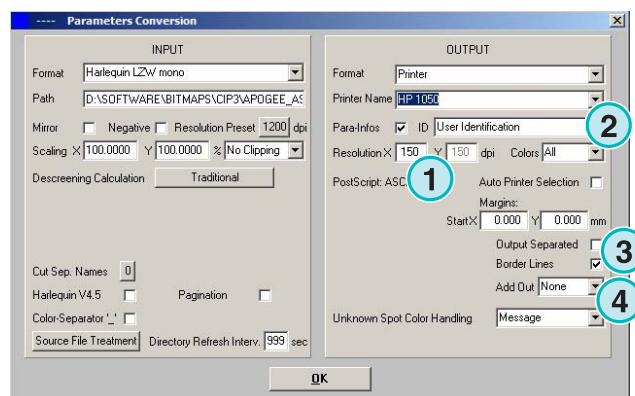 ---- Parameters Conversion
INPUT
Format Harlequin LZW mono
Path D:\SOFTWARE\BITMAPS\CIP3\APOGEE_AS
Mirror Negative Resolution Preset 1200 dpi
Scaling X 100.0000 Y 100.0000 % No Clipping
Descreening Calculation Traditional
Cut Sep. Names 0
Harlequin V4.5 Pagination
Color-Separator '_'
Source File Treatment Directory Refresh Interv. 999 sec
OUTPUT
Format Printer
Printer Name HP 1050
Para-Infos ID User Identification
2
Resolution X 150 Y 150 dpi Colors All
1
PostScript: ASC Auto Printer Selection
Margins:
Start X 0.000 Y 0.000 mm
Output Separated
3
Border Lines
Add Out None
4
Unknown Spot Color Handling Message
OK